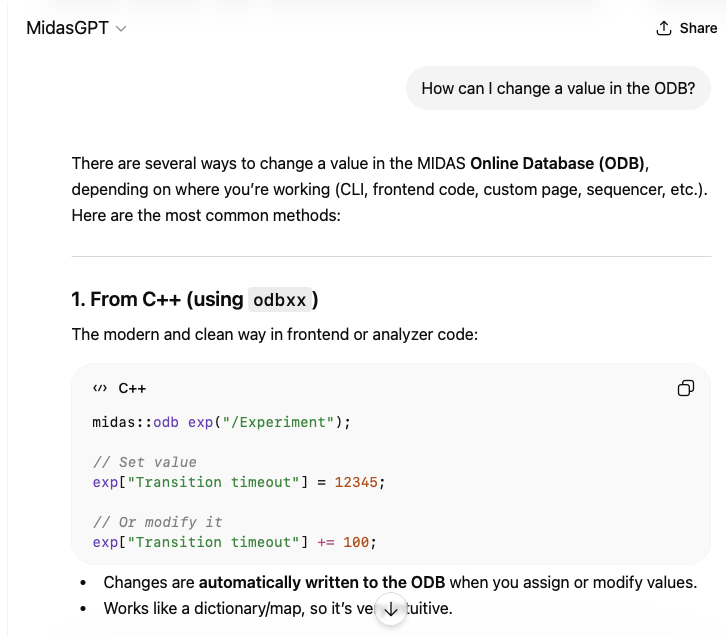 MidasGPT
Share
How can I change a value in the ODB?
There are several ways to change a value in the MIDAS Online Database (ODB),
depending on where you're working (CLI, frontend code, custom page, sequencer, etc.).
Here are the most common methods:
1. From C++ (using odbxx)
The modern and clean way in frontend or analyzer code:
C++
midas::odb exp("/Experiment");
// Set value
exp["Transition timeout"] = 12345;
// Or modify it
exp["Transition timeout"] += 100;
• Changes are automatically written to the ODB when you assign or modify values.
• Works like a dictionary/map, so it's